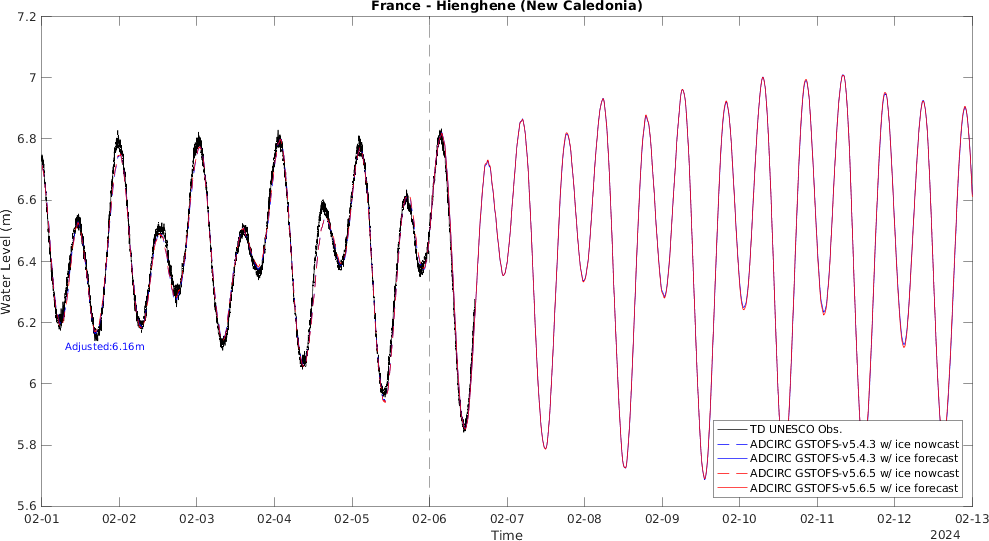 France - Hienghene (New Caledonia)
Water Level (m)
7.2
7
6.8
6.6
6.4
6.2
6
5.8
5.6
Adjusted:6.16m
TD UNESCO Obs.
ADCIRC GSTOFS-v5.4.3 w/ ice nowcast
ADCIRC GSTOFS-v5.4.3 w/ ice forecast
ADCIRC GSTOFS-v5.6.5 w/ ice nowcast
ADCIRC GSTOFS-v5.6.5 w/ ice forecast
02-01 02-02 02-03 02-04 02-05 02-06 02-07 02-08 02-09 02-10 02-11 02-12 02-13
Time
2024